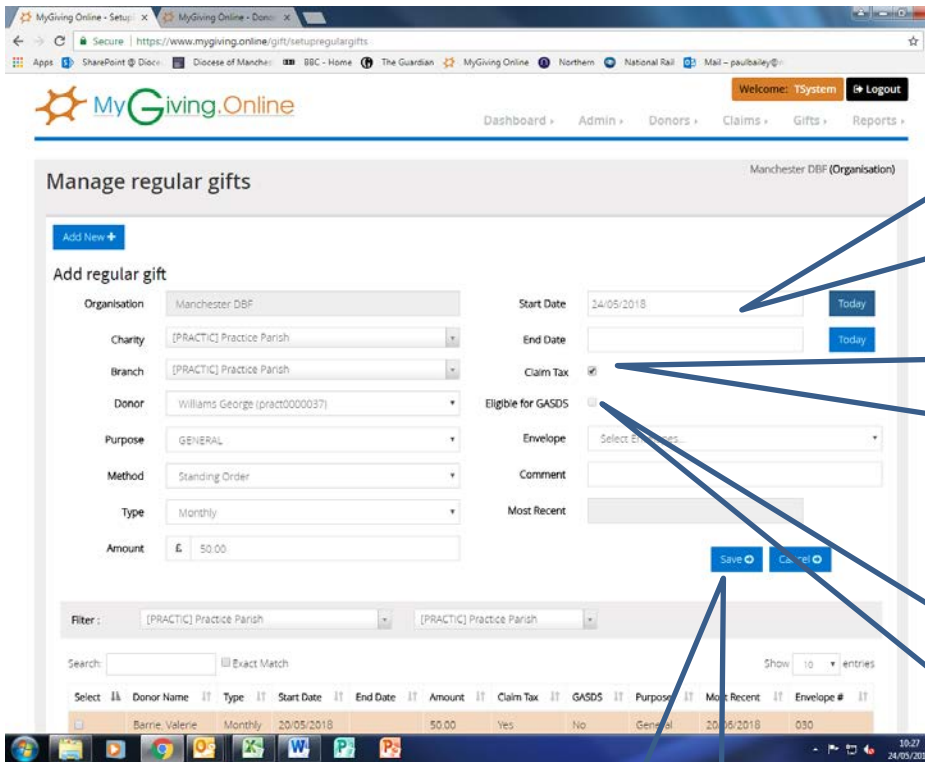 MyGiving Online - Setup MyGiving Online - Dono
Secure https://www.mygiving.online/gift/setupregulargifts
Apps SharePoint @ Dioce Diocese of Manches BBC - Home The Guardian MyGiving Online Northern National Rail Mail – paulbailey@
Welcome: TSystem Logout
MyGiving.Online
Dashboard Admin Donors Claims Gifts Reports
Manage regular gifts
Manchester DBF (Organisation)
Add New
Add regular gift
Organisation Manchester DBF Start Date 24/05/2018 Today
Charity [PRACTIC] Practice Parish End Date Today
Branch [PRACTIC] Practice Parish Claim Tax
Donor Williams George (pract0000037) Eligible for GASDS
Purpose GENERAL Envelope Select Envelopes...
Method Standing Order Comment
Type Monthly Most Recent
Amount £ 50.00
Save Cancel
Filter : [PRACTIC] Practice Parish [PRACTIC] Practice Parish
Search: Exact Match Show 10 entries
Select Donor Name Type Start Date End Date Amount Claim Tax GASDS Purpose Most Recent Envelope #
Barrie, Valerie Monthly 20/05/2018 50.00 Yes No General 20/05/2018 030
10:27
24/05/201